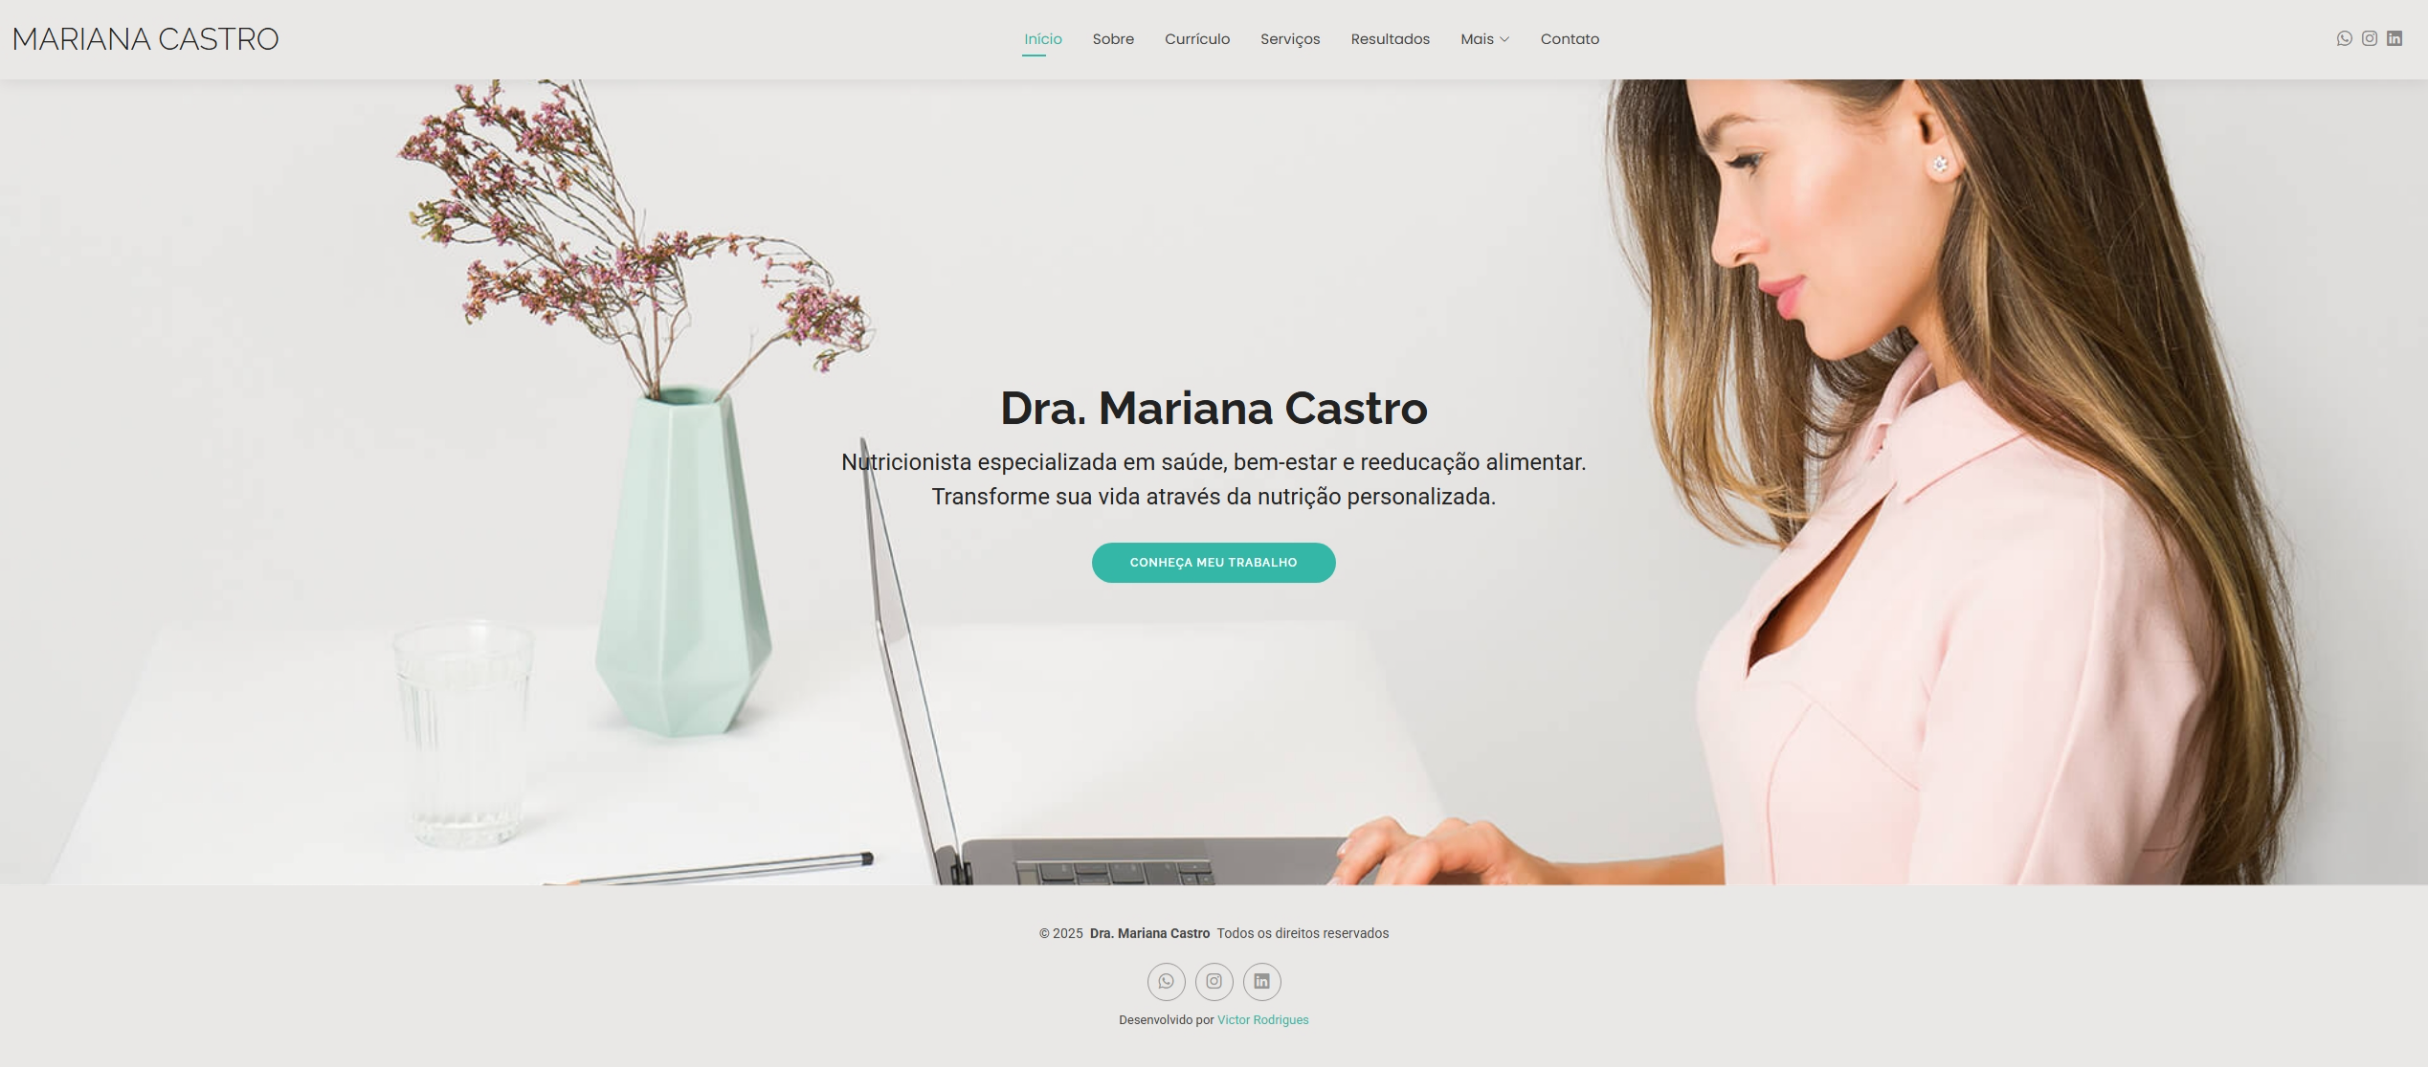 MARIANA CASTRO
Início Sobre Currículo Serviços Resultados Mais Contato
Dra. Mariana Castro
Nutricionista especializada em saúde, bem-estar e reeducação alimentar.
Transforme sua vida através da nutrição personalizada.
CONHEÇA MEU TRABALHO
© 2025 Dra. Mariana Castro Todos os direitos reservados
Desenvolvido por Victor Rodrigues